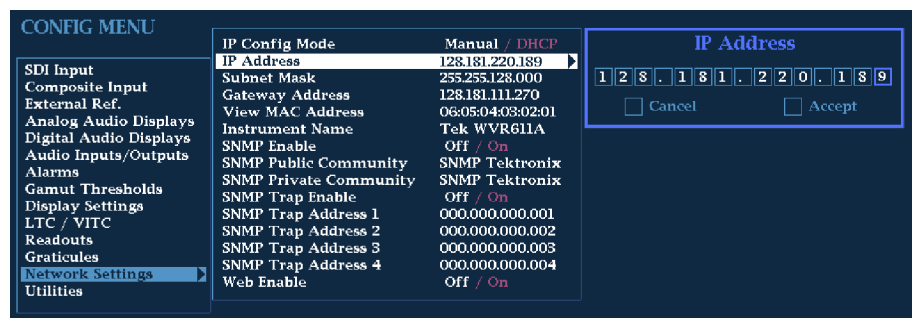 CONFIG MENU
SDI Input
Composite Input
External Ref.
Analog Audio Displays
Digital Audio Displays
Audio Inputs/Outputs
Alarms
Gamut Thresholds
Display Settings
LTC / VITC
Readouts
Graticules
Network Settings
Utilities
IP Config Mode Manual / DHCP
IP Address 128.181.220.189
Subnet Mask 255.255.128.000
Gateway Address 128.181.111.270
View MAC Address 06:05:04:03:02:01
Instrument Name Tek WVR611A
SNMP Enable Off / On
SNMP Public Community SNMP Tektronix
SNMP Private Community SNMP Tektronix
SNMP Trap Enable Off / On
SNMP Trap Address 1 000.000.000.001
SNMP Trap Address 2 000.000.000.002
SNMP Trap Address 3 000.000.000.003
SNMP Trap Address 4 000.000.000.004
Web Enable Off / On
IP Address
128.181.220.189
Cancel Accept